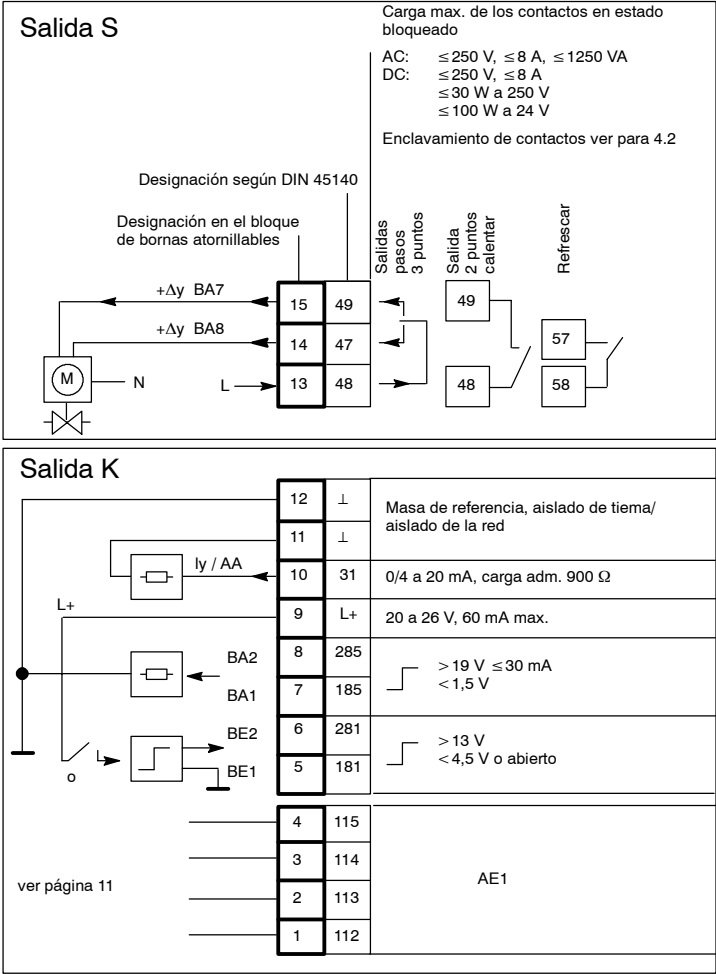 Salida S
Carga max. de los contactos en estado
bloqueado
AC: ≤250 V, ≤8 A, ≤1250 VA
DC: ≤250 V, ≤8 A
≤30 W a 250 V
≤100 W a 24 V
Enclavamiento de contactos ver para 4.2
Designación según DIN 45140
Designación en el bloque
de bornas atornillables
Salidas
pasos
3 puntos
Salida
2 puntos
calentar
Refrescar
+Δy BA7
15 49
49
+Δy BA8
14 47
57
M
N
L
13 48
48
58
Salida K
12 ⊥
Masa de referencia, aislado de tiema/
aislado de la red
11 ⊥
Iy / AA
10 31
0/4 a 20 mA, carga adm. 900 Ω
L+
9 L+
20 a 26 V, 60 mA max.
BA2
8 285
>19 V ≤30 mA
<1,5 V
BA1
7 185
BE2
6 281
>13 V
<4,5 V o abierto
BE1
5 181
o
4 115
3 114
AE1
ver página 11
2 113
1 112